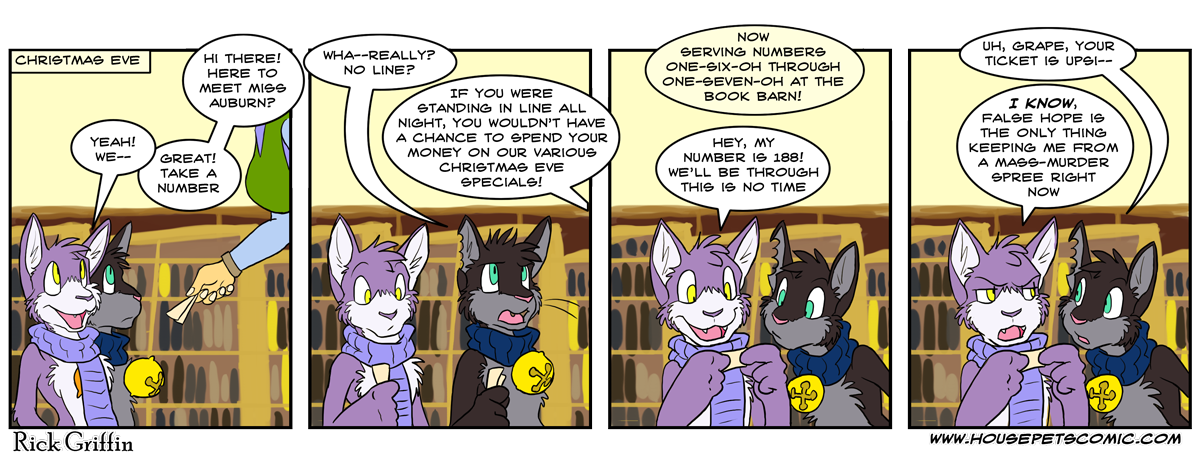 CHRISTMAS EVE
HI THERE!
HERE TO
MEET MISS
AUBURN?
YEAH!
WE--
GREAT!
TAKE A
NUMBER
WHA--REALLY?
NO LINE?
IF YOU WERE
STANDING IN LINE ALL
NIGHT, YOU WOULDN'T HAVE
A CHANCE TO SPEND YOUR
MONEY ON OUR VARIOUS
CHRISTMAS EVE
SPECIALS!
NOW
SERVING NUMBERS
ONE-SIX-OH THROUGH
ONE-SEVEN-OH AT THE
BOOK BARN!
HEY, MY
NUMBER IS 188!
WE'LL BE THROUGH
THIS IS NO TIME
UH, GRAPE, YOUR
TICKET IS UPSI--
I KNOW,
FALSE HOPE IS
THE ONLY THING
KEEPING ME FROM
A MASS-MURDER
SPREE RIGHT
NOW
Rick Griffin
WWW.HOUSEPETSCOMIC.COM